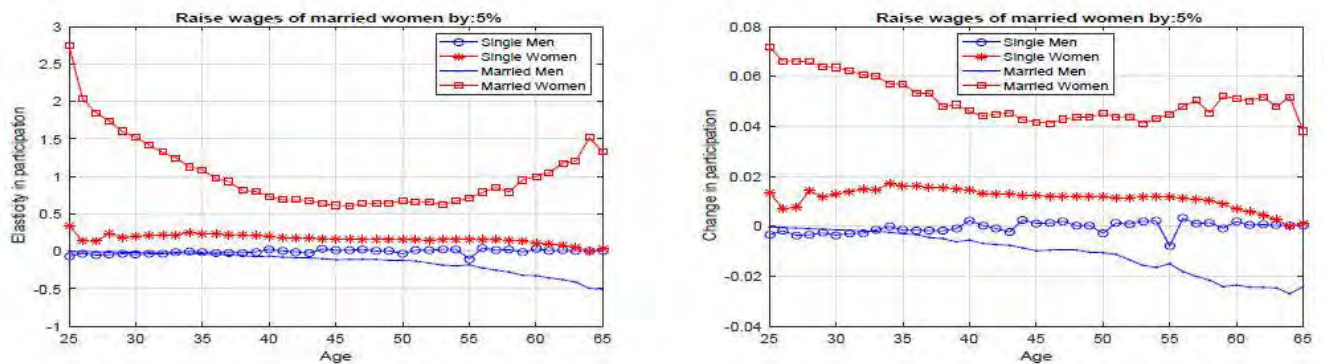 Raise wages of married women by:5%
Elasticity in participation
3
2.5
2
1.5
1
0.5
0
-0.5
-1
25 30 35 40 45 50 55 60 65
Age
Single Men
Single Women
Married Men
Married Women
Raise wages of married women by:5%
Change in participation
0.08
0.06
0.04
0.02
0
-0.02
-0.04
25 30 35 40 45 50 55 60 65
Age
Single Men
Single Women
Married Men
Married Women